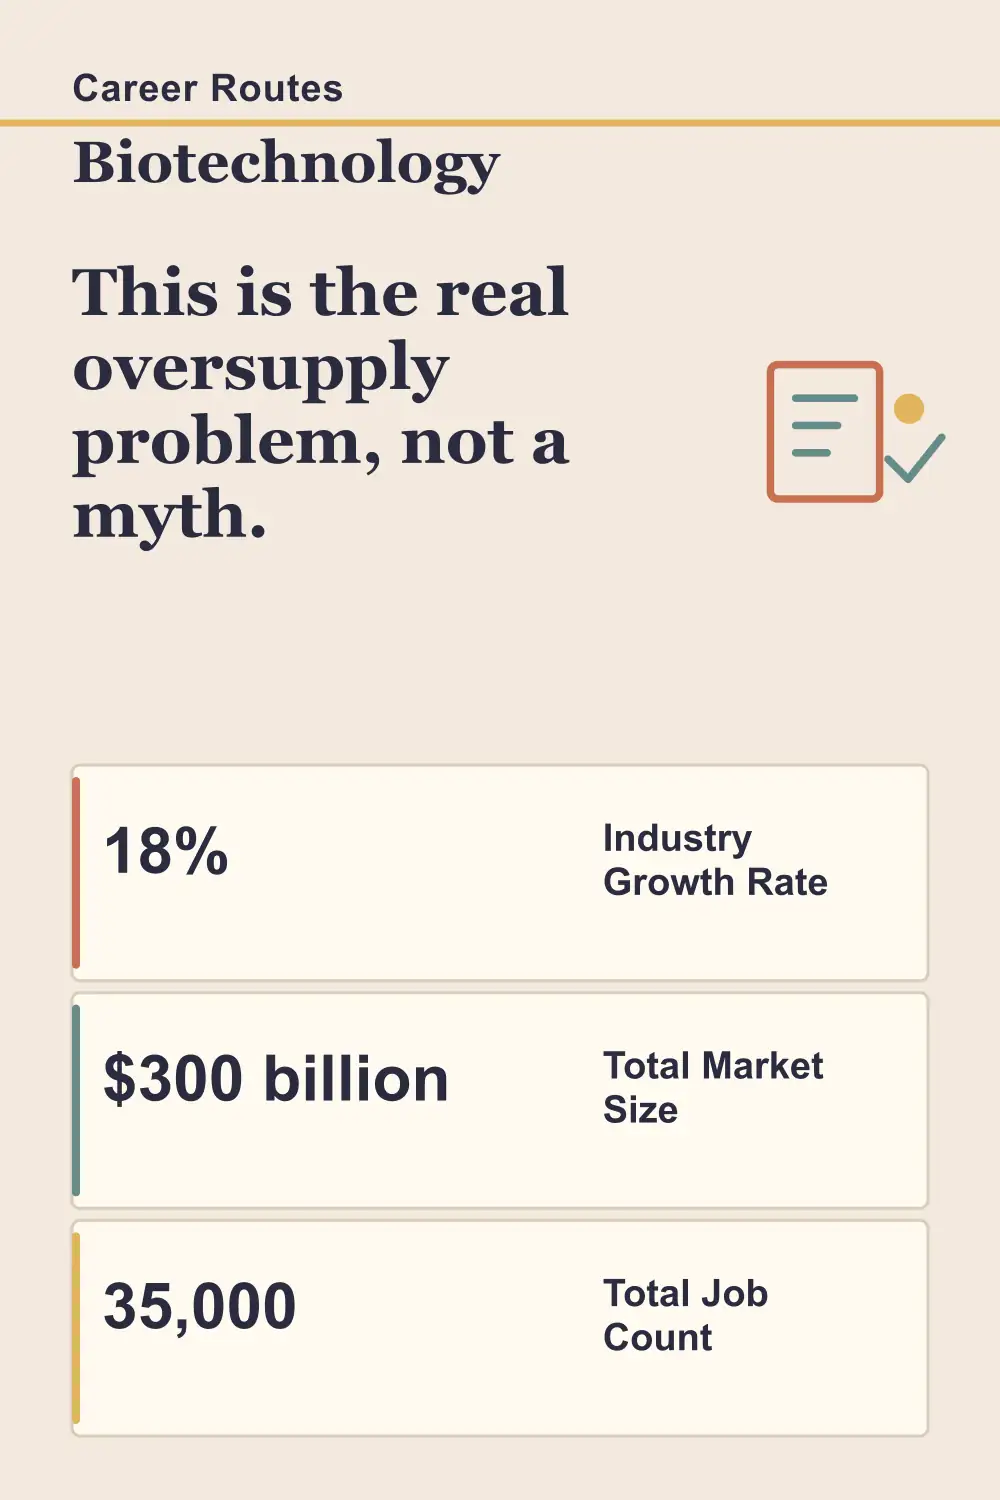 Career Routes
Biotechnology
This is the real
oversupply
problem, not a
myth.
18%
Industry
Growth Rate
$300 billion
Total Market
Size
35,000
Total Job
Count